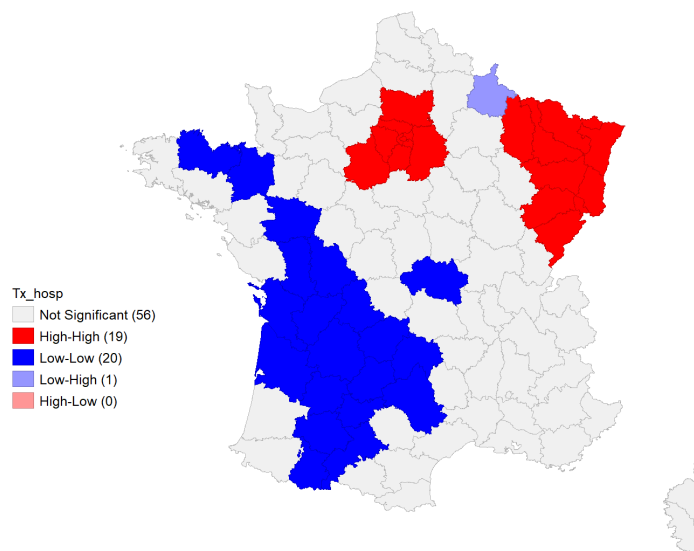 Tx_hosp
Not Significant (56)
High-High (19)
Low-Low (20)
Low-High (1)
High-Low (0)